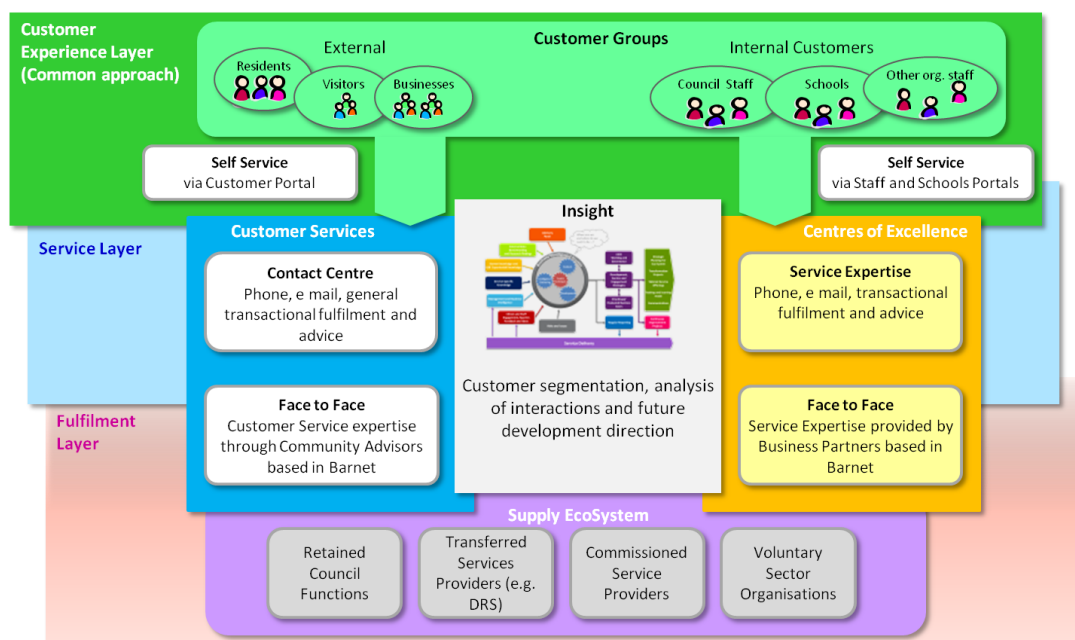 Customer
Experience Layer
(Common approach)
External
Customer Groups
Internal Customers
Residents
Visitors
Businesses
Council Staff
Schools
Other org. staff
Self Service
via Customer Portal
Self Service
via Staff and Schools Portals
Service Layer
Customer Services
Insight
Centres of Excellence
Contact Centre
Phone, e mail, general
transactional fulfilment and
advice
Service Expertise
Phone, e mail, transactional
fulfilment and advice
Service Delivery
Customer segmentation, analysis
of interactions and future
development direction
Fulfilment
Layer
Face to Face
Customer Service expertise
through Community Advisors
based in Barnet
Face to Face
Service Expertise provided by
Business Partners based in
Barnet
Supply EcoSystem
Retained
Council
Functions
Transferred
Services
Providers (e.g.
DRS)
Commissioned
Service
Providers
Voluntary
Sector
Organisations